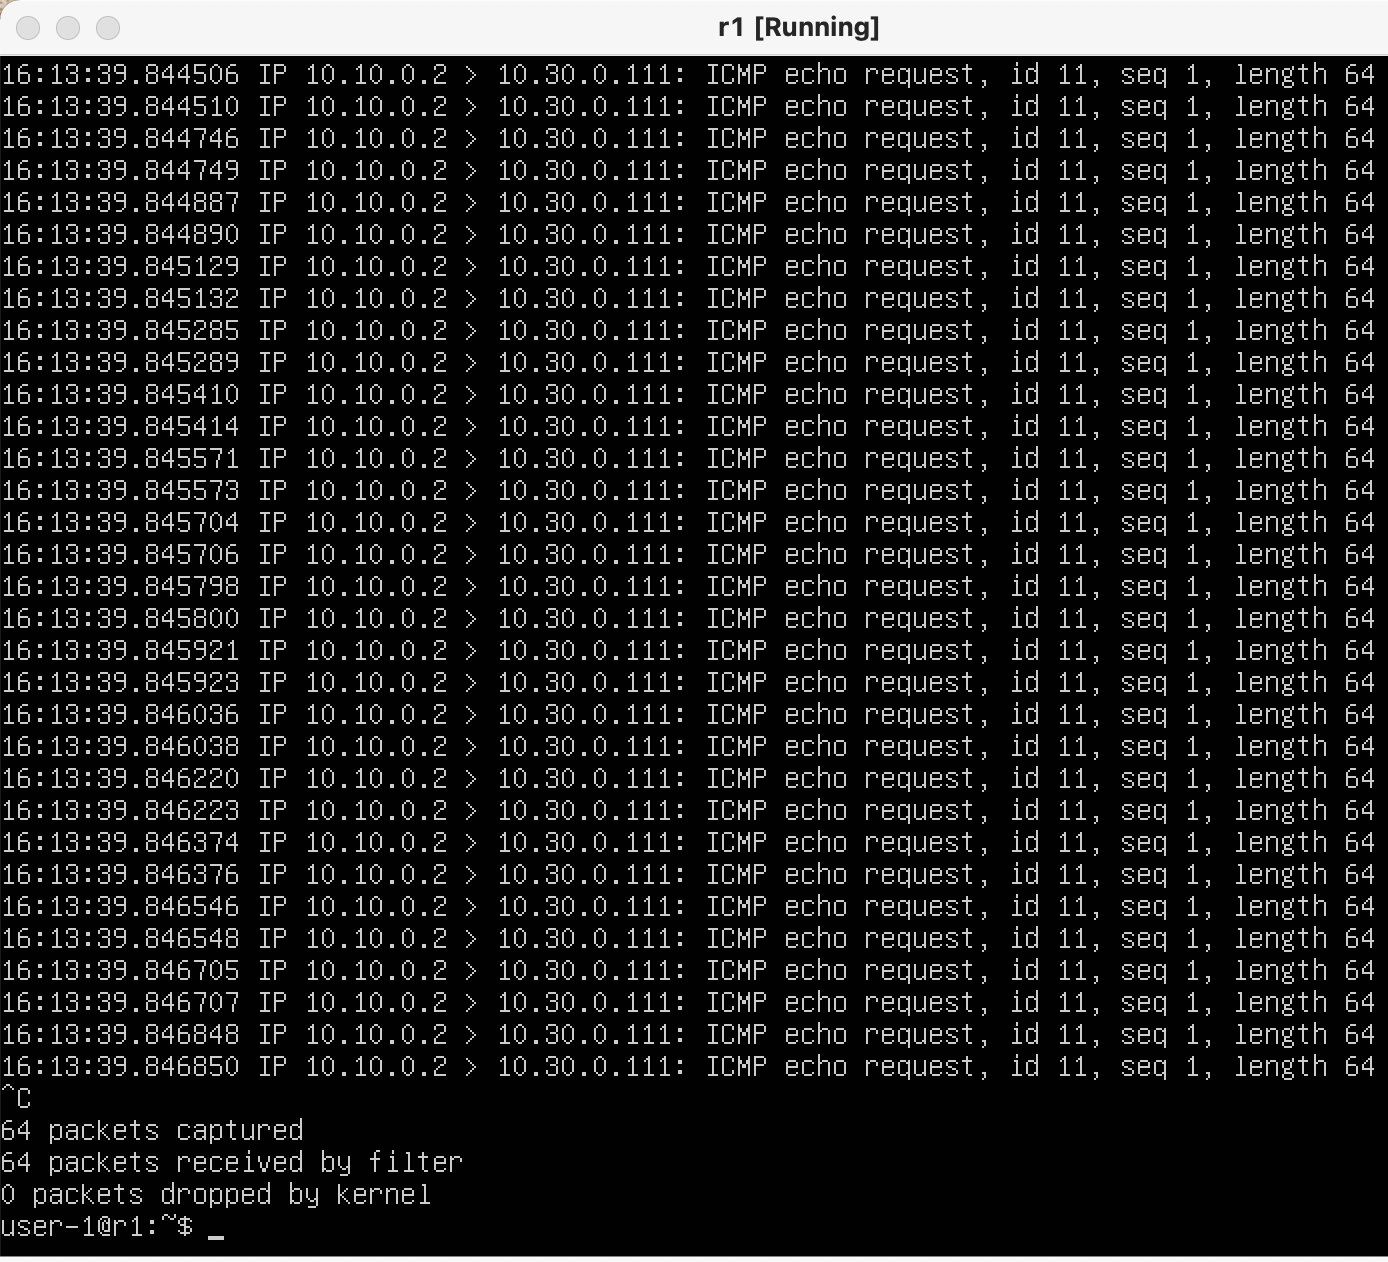 r1 [Running]
16:13:39.844506 IP 10.10.0.2 > 10.30.0.111: ICMP echo request, id 11, seq 1, length 64
16:13:39.844510 IP 10.10.0.2 > 10.30.0.111: ICMP echo request, id 11, seq 1, length 64
16:13:39.844746 IP 10.10.0.2 > 10.30.0.111: ICMP echo request, id 11, seq 1, length 64
16:13:39.844749 IP 10.10.0.2 > 10.30.0.111: ICMP echo request, id 11, seq 1, length 64
16:13:39.844887 IP 10.10.0.2 > 10.30.0.111: ICMP echo request, id 11, seq 1, length 64
16:13:39.844890 IP 10.10.0.2 > 10.30.0.111: ICMP echo request, id 11, seq 1, length 64
16:13:39.845129 IP 10.10.0.2 > 10.30.0.111: ICMP echo request, id 11, seq 1, length 64
16:13:39.845132 IP 10.10.0.2 > 10.30.0.111: ICMP echo request, id 11, seq 1, length 64
16:13:39.845285 IP 10.10.0.2 > 10.30.0.111: ICMP echo request, id 11, seq 1, length 64
16:13:39.845289 IP 10.10.0.2 > 10.30.0.111: ICMP echo request, id 11, seq 1, length 64
16:13:39.845410 IP 10.10.0.2 > 10.30.0.111: ICMP echo request, id 11, seq 1, length 64
16:13:39.845414 IP 10.10.0.2 > 10.30.0.111: ICMP echo request, id 11, seq 1, length 64
16:13:39.845571 IP 10.10.0.2 > 10.30.0.111: ICMP echo request, id 11, seq 1, length 64
16:13:39.845573 IP 10.10.0.2 > 10.30.0.111: ICMP echo request, id 11, seq 1, length 64
16:13:39.845704 IP 10.10.0.2 > 10.30.0.111: ICMP echo request, id 11, seq 1, length 64
16:13:39.845706 IP 10.10.0.2 > 10.30.0.111: ICMP echo request, id 11, seq 1, length 64
16:13:39.845798 IP 10.10.0.2 > 10.30.0.111: ICMP echo request, id 11, seq 1, length 64
16:13:39.845800 IP 10.10.0.2 > 10.30.0.111: ICMP echo request, id 11, seq 1, length 64
16:13:39.845921 IP 10.10.0.2 > 10.30.0.111: ICMP echo request, id 11, seq 1, length 64
16:13:39.845923 IP 10.10.0.2 > 10.30.0.111: ICMP echo request, id 11, seq 1, length 64
16:13:39.846036 IP 10.10.0.2 > 10.30.0.111: ICMP echo request, id 11, seq 1, length 64
16:13:39.846038 IP 10.10.0.2 > 10.30.0.111: ICMP echo request, id 11, seq 1, length 64
16:13:39.846220 IP 10.10.0.2 > 10.30.0.111: ICMP echo request, id 11, seq 1, length 64
16:13:39.846223 IP 10.10.0.2 > 10.30.0.111: ICMP echo request, id 11, seq 1, length 64
16:13:39.846374 IP 10.10.0.2 > 10.30.0.111: ICMP echo request, id 11, seq 1, length 64
16:13:39.846376 IP 10.10.0.2 > 10.30.0.111: ICMP echo request, id 11, seq 1, length 64
16:13:39.846546 IP 10.10.0.2 > 10.30.0.111: ICMP echo request, id 11, seq 1, length 64
16:13:39.846548 IP 10.10.0.2 > 10.30.0.111: ICMP echo request, id 11, seq 1, length 64
16:13:39.846705 IP 10.10.0.2 > 10.30.0.111: ICMP echo request, id 11, seq 1, length 64
16:13:39.846707 IP 10.10.0.2 > 10.30.0.111: ICMP echo request, id 11, seq 1, length 64
16:13:39.846848 IP 10.10.0.2 > 10.30.0.111: ICMP echo request, id 11, seq 1, length 64
16:13:39.846850 IP 10.10.0.2 > 10.30.0.111: ICMP echo request, id 11, seq 1, length 64
^C
64 packets captured
64 packets received by filter
0 packets dropped by kernel
user-1@r1:~$ _